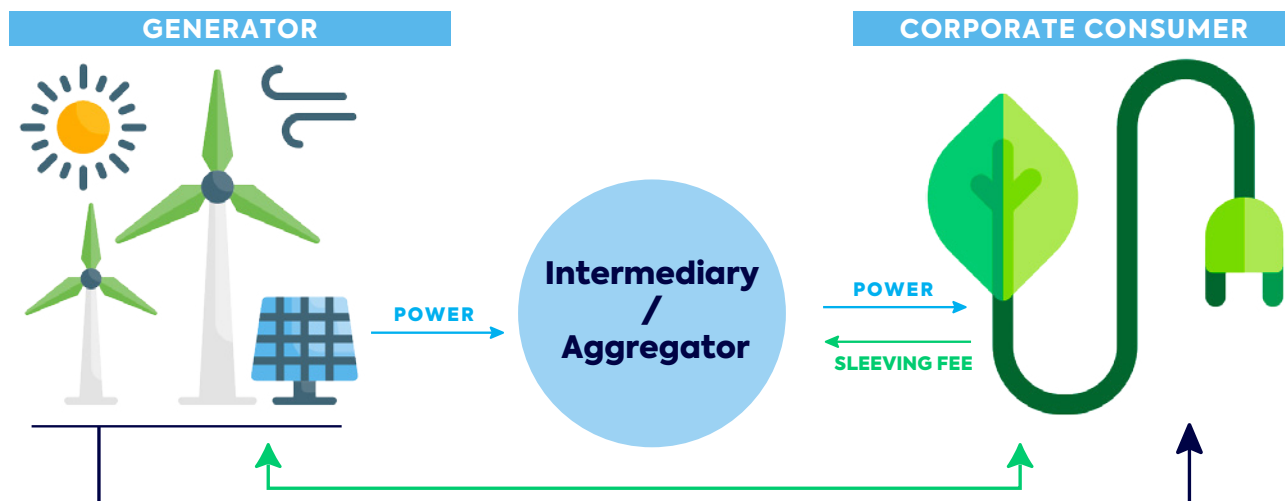 GENERATOR
CORPORATE CONSUMER
POWER
Intermediary
/
Aggregator
POWER
SLEEVING FEE